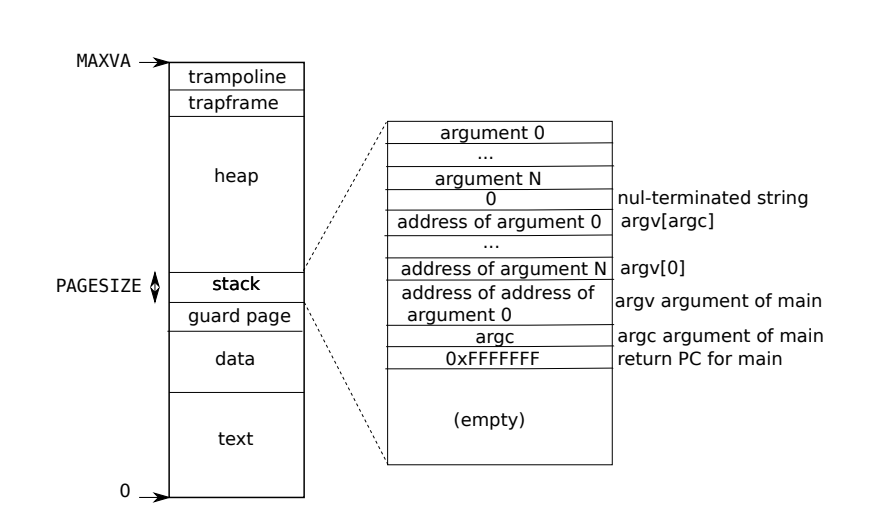 MAXVA
trampoline
trapframe
heap
PAGESIZE
stack
guard page
data
text
0
argument 0
...
argument N
0
nul-terminated string
address of argument 0
argv[argc]
...
address of argument N
argv[0]
address of address of
argument 0
argv argument of main
argc
argc argument of main
0xFFFFFFF
return PC for main
(empty)